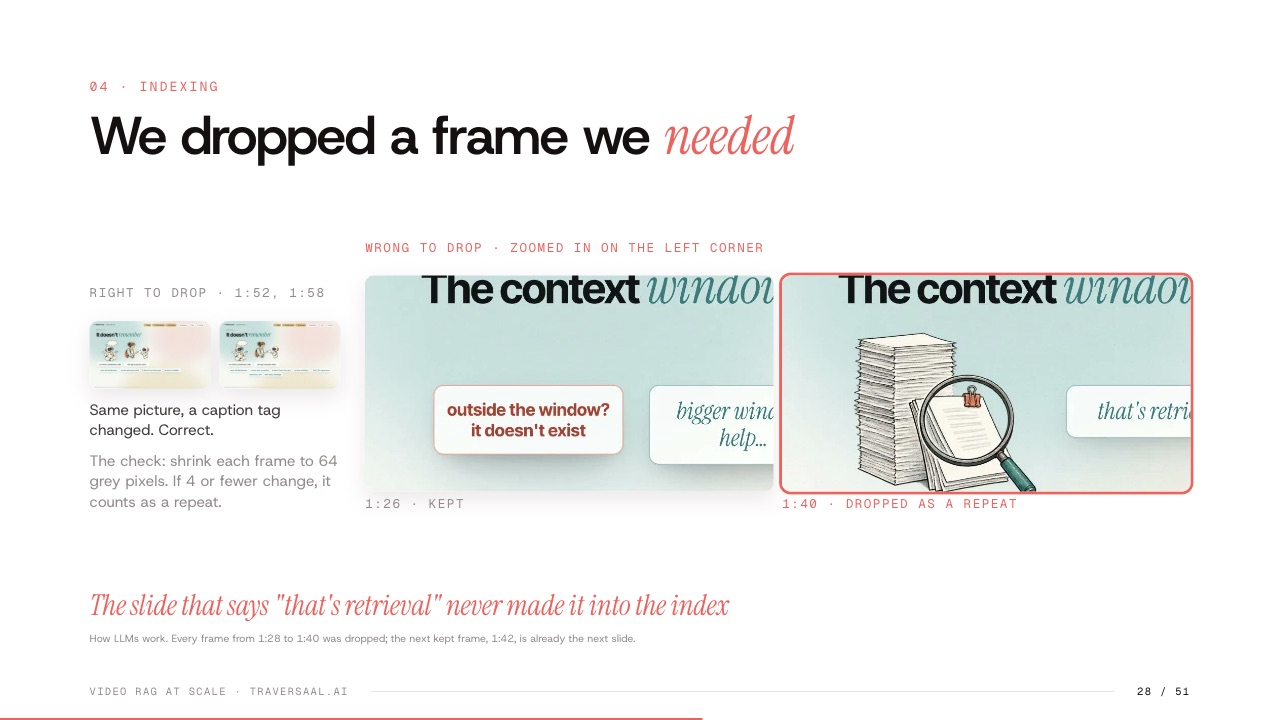 04 · INDEXING
We dropped a frame we needed
WRONG TO DROP · ZOOMED IN ON THE LEFT CORNER
RIGHT TO DROP · 1:52, 1:58
It doesn't remember
It doesn't remember
Same picture, a caption tag
changed. Correct.
The check: shrink each frame to 64
grey pixels. If 4 or fewer change, it
counts as a repeat.
The context window
outside the window?
it doesn't exist
bigger wind
help...
1:26 · KEPT
The context window
that's retri
1:40 · DROPPED AS A REPEAT
The slide that says "that's retrieval" never made it into the index
How LLMs work. Every frame from 1:28 to 1:40 was dropped; the next kept frame, 1:42, is already the next slide.
VIDEO RAG AT SCALE · TRAVERSAAL.AI
28 / 51